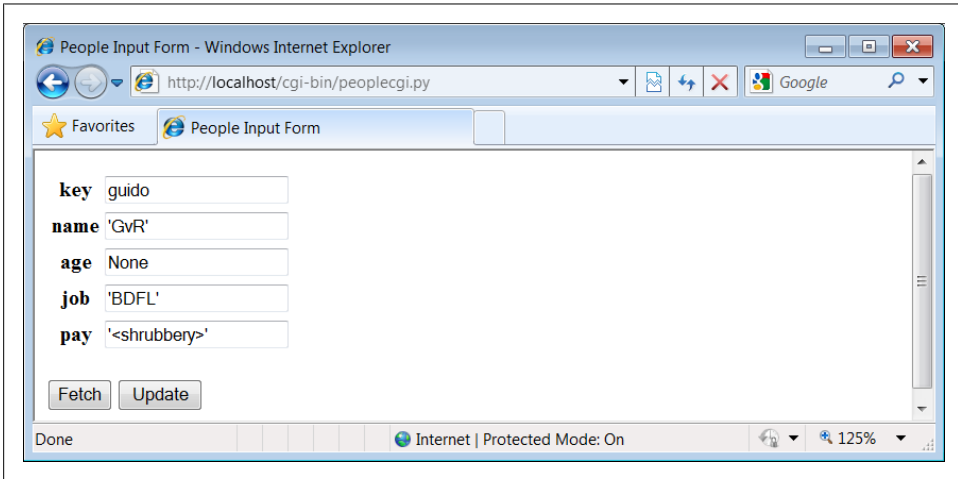 People Input Form - Windows Internet Explorer
http://localhost/cgi-bin/peoplecgi.py
Google
Favorites
People Input Form
key guido
name 'GvR'
age None
job 'BDFL'
pay '<shrubbery>'
Fetch Update
Done
Internet | Protected Mode: On
125%